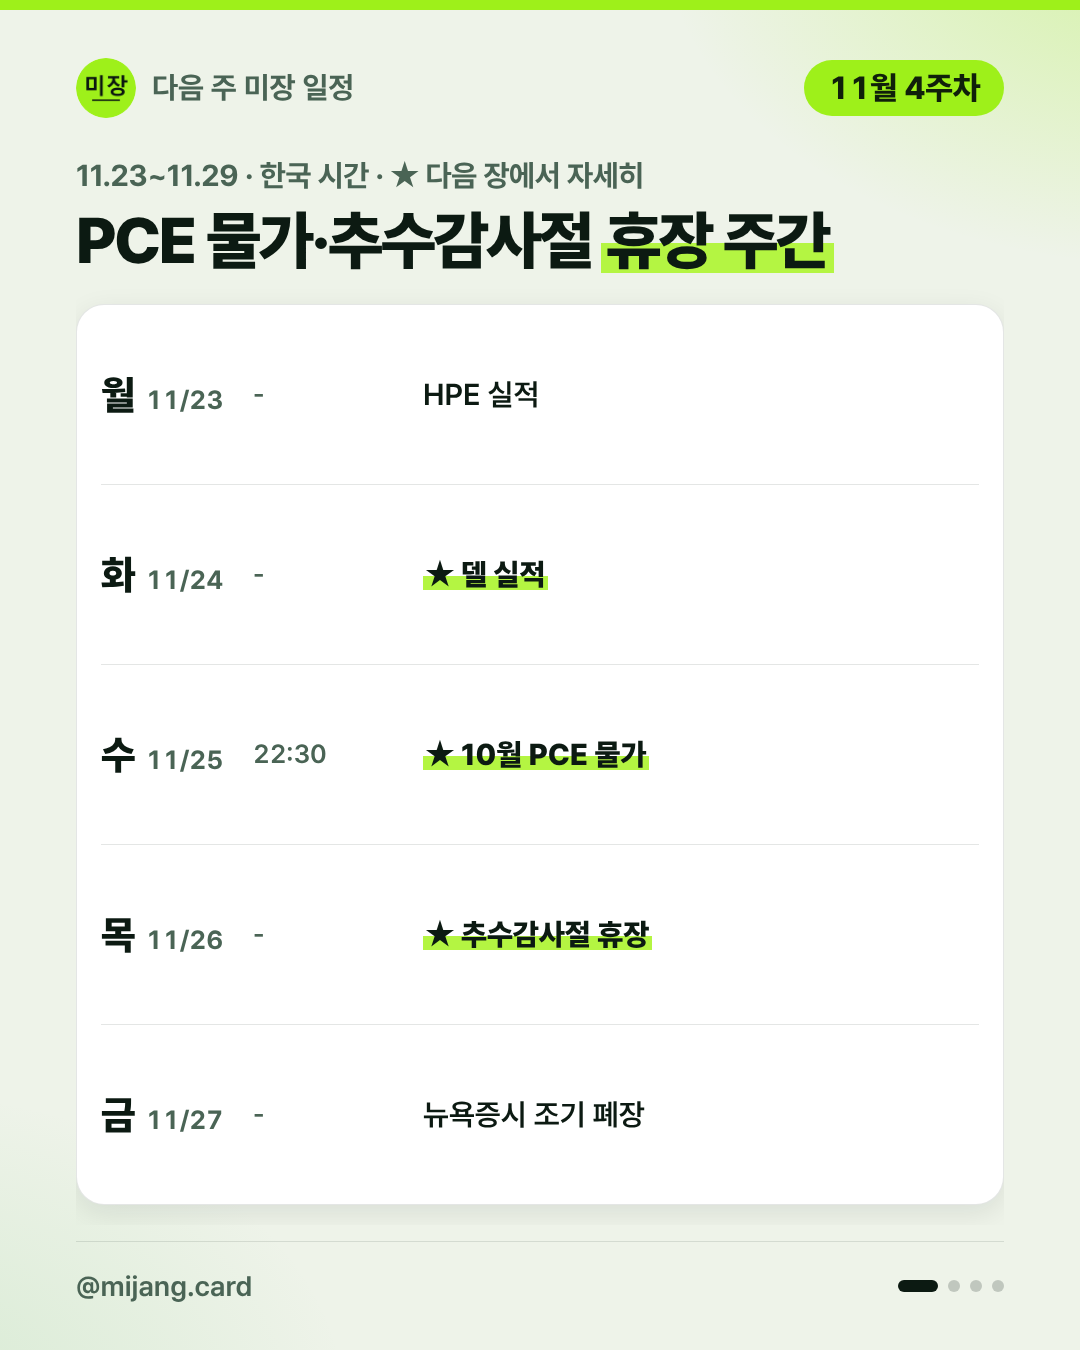 미장 다음 주 미장 일정
11월 4주차
11.23~11.29 · 한국 시간 · ★ 다음 장에서 자세히
PCE 물가·추수감사절 휴장 주간
월 11/23 - HPE 실적
화 11/24 - ★ 델 실적
수 11/25 22:30 ★ 10월 PCE 물가
목 11/26 - ★ 추수감사절 휴장
금 11/27 - 뉴욕증시 조기 폐장
@mijang.card